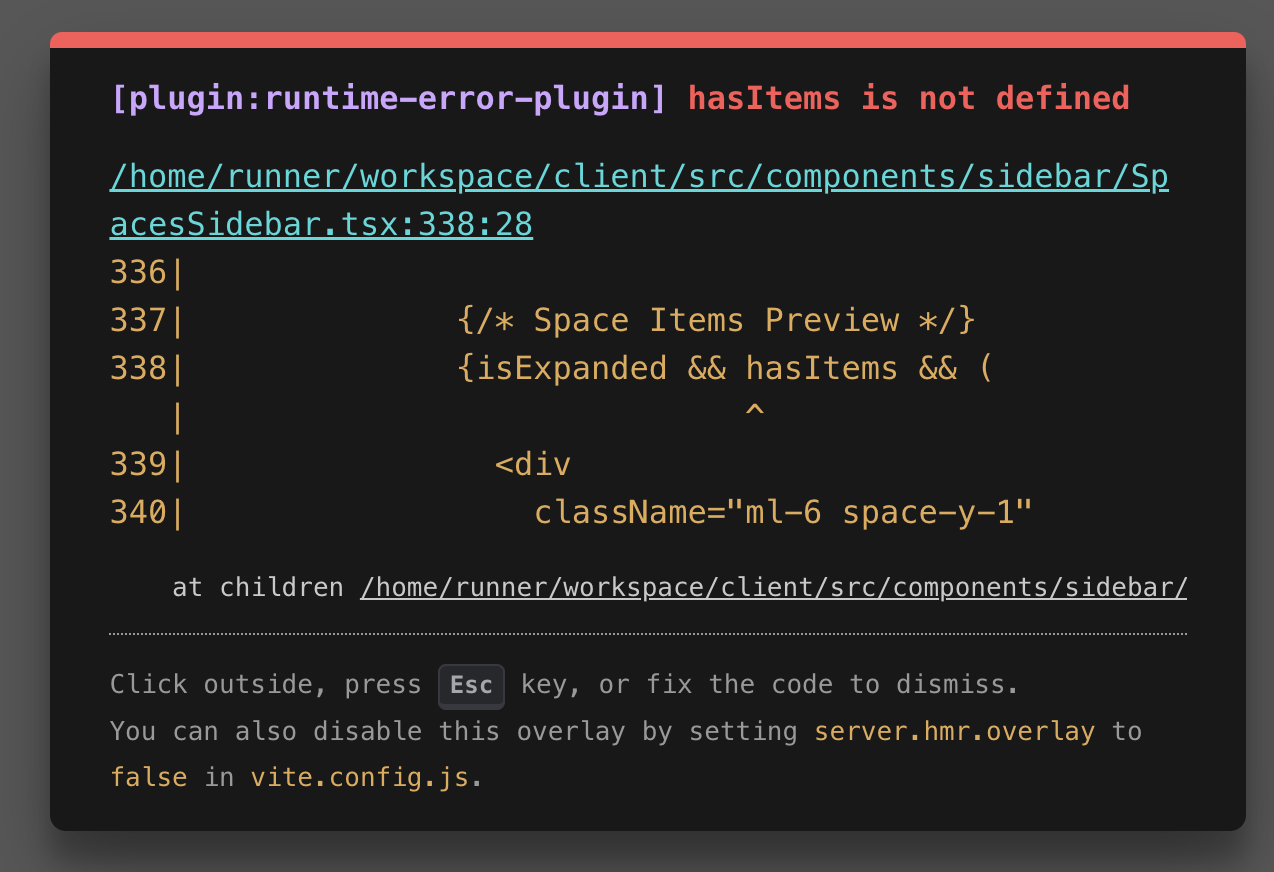 [plugin:runtime-error-plugin] hasItems is not defined
/home/runner/workspace/client/src/components/sidebar/Sp
acesSidebar.tsx:338:28
336|
337|              {/* Space Items Preview */}
338|              {isExpanded && hasItems && (
   |                             ^
339|                <div
340|                  className="ml-6 space-y-1"
    at children /home/runner/workspace/client/src/components/sidebar/
Click outside, press Esc key, or fix the code to dismiss.
You can also disable this overlay by setting server.hmr.overlay to
false in vite.config.js.